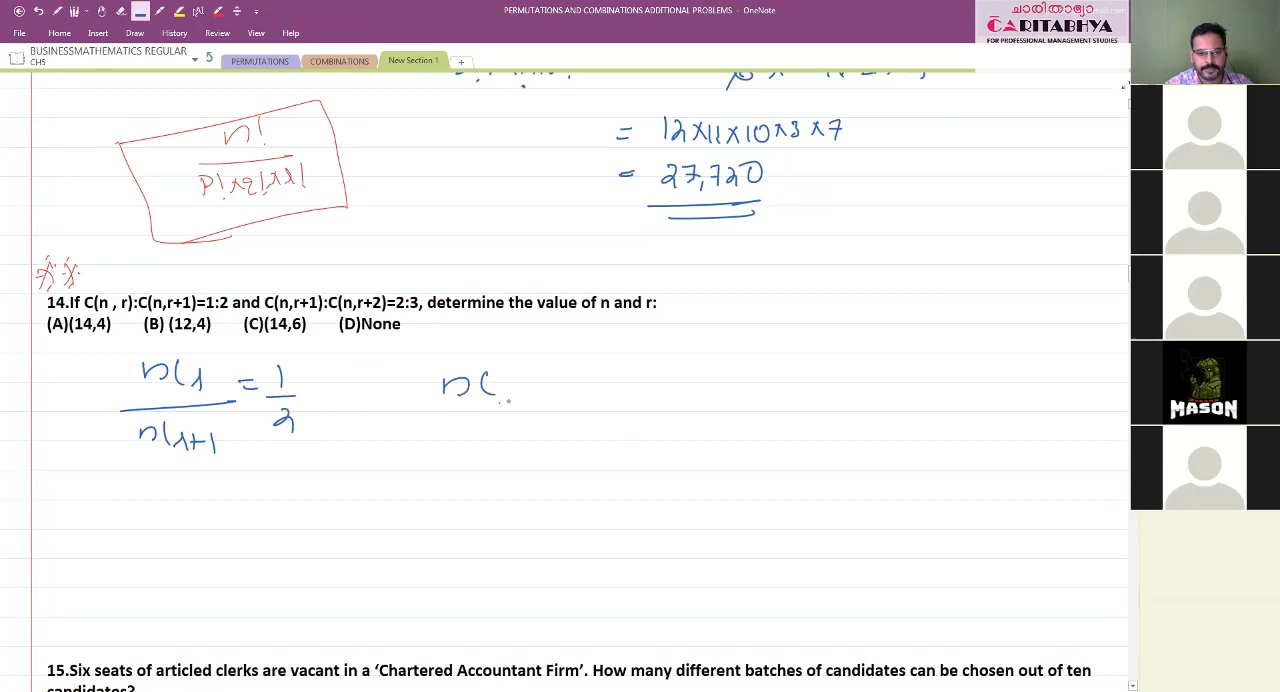 PERMUTATIONS AND COMBINATIONS ADDITIONAL PROBLEMS - OneNote
ചാരിതാഭ്യാ
CARITABHYA
FOR PROFESSIONAL MANAGEMENT STUDIES
File Home Insert Draw History Review View Help
BUSINESSMATHEMATICS REGULAR
CH5
PERMUTATIONS COMBINATIONS New Section 1
n!
p!×q!×r!
= 12×11×10×3×7
= 27,720
14.If C(n , r):C(n,r+1)=1:2 and C(n,r+1):C(n,r+2)=2:3, determine the value of n and r:
(A)(14,4) (B) (12,4) (C)(14,6) (D)None
nCr
= 1
nCr+1
2
nC
MASON
15.Six seats of articled clerks are vacant in a ‘Chartered Accountant Firm’. How many different batches of candidates can be chosen out of ten
candidates?